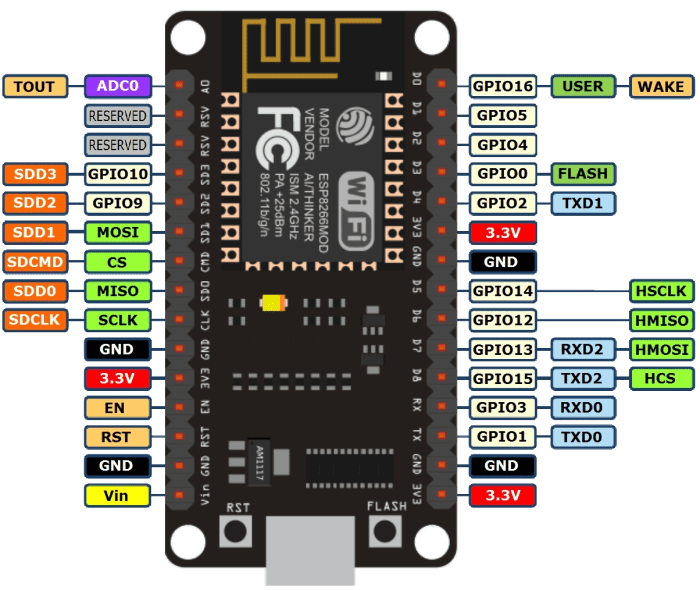 TOUT ADC0 A0 D0 GPIO16 USER WAKE
RESERVED RSV D1 GPIO5
RESERVED RSV D2 GPIO4
SDD3 GPIO10 SD3 D3 GPIO0 FLASH
SDD2 GPIO9 SD2 D4 GPIO2 TXD1
SDD1 MOSI SD1 3V3 3.3V
SDCMD CS CMD GND GND
SDD0 MISO SD0 D5 GPIO14 HSCLK
SDCLK SCLK CLK D6 GPIO12 HMISO
GND GND D7 GPIO13 RXD2 HMOSI
3.3V 3V3 D8 GPIO15 TXD2 HCS
EN EN RX GPIO3 RXD0
RST RST TX GPIO1 TXD0
GND GND GND GND
Vin Vin 3V3 3.3V
MODEL ESP8266MOD
VENDOR AI/THINKER
ISM 2.4GHz
PA +25dBm
802.11b/g/n
FC
Wi Fi
AM1117
RST
FLASH